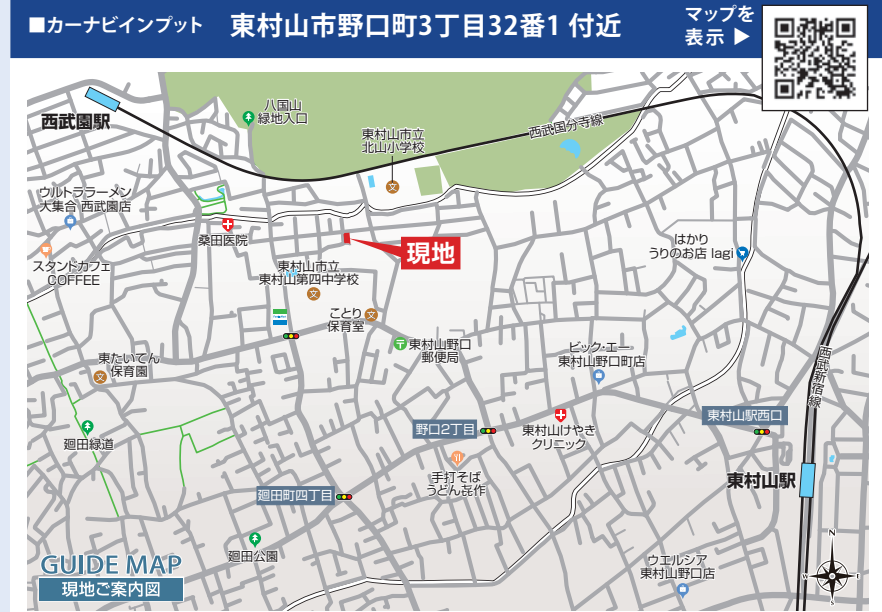 ■カーナビインプット 東村山市野口町3丁目32番1 付近
マップを
表示 ▶
西武園駅
八国山
緑地入口
東村山市立
北山小学校
西武国分寺線
ウルトララーメン
大集合 西武園店
桑田医院
現地
はかり
うりのお店 lagi
スタンドカフェ
COFFEE
東村山市立
東村山第四中学校
ことり
保育室
東村山野口
郵便局
ビック・エー
東村山野口町店
西武新宿線
東たいてん
保育園
東村山駅西口
野口2丁目
東村山けやき
クリニック
廻田緑道
手打そば
うどん㐂作
東村山駅
廻田町四丁目
廻田公園
GUIDE MAP
現地ご案内図
ウエルシア
東村山野口店
N
W
E
S